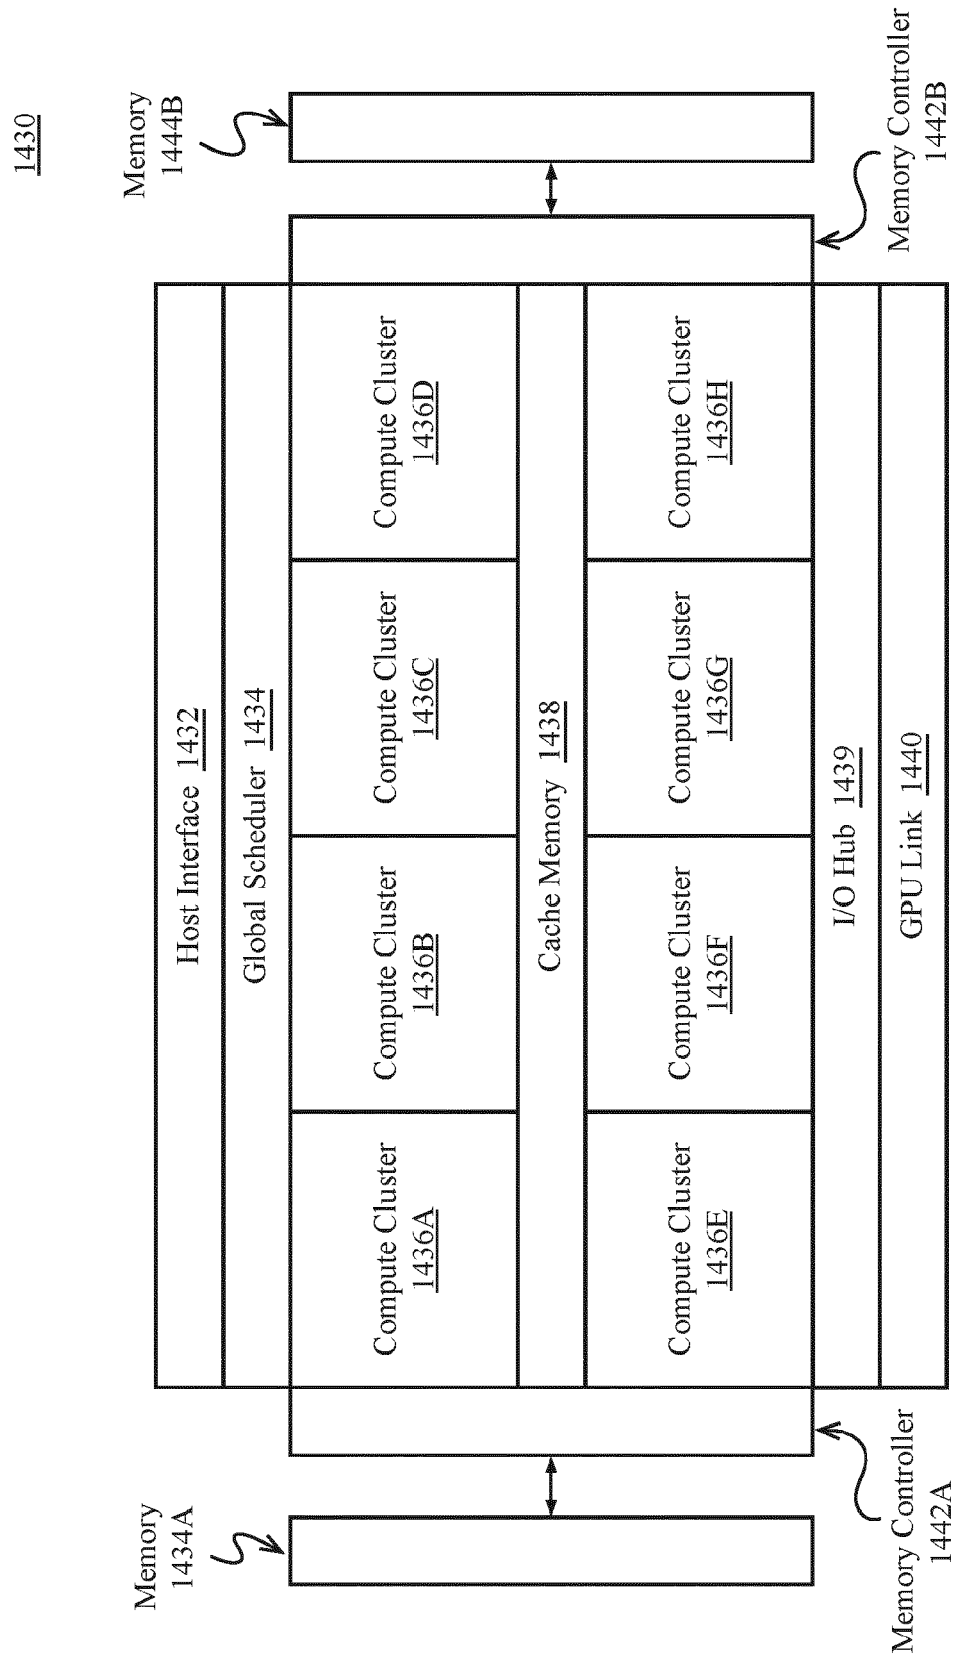 1430
Host Interface 1432
Global Scheduler 1434
Memory
1434A
Memory
1444B
Compute Cluster
1436A
Compute Cluster
1436B
Compute Cluster
1436C
Compute Cluster
1436D
Cache Memory 1438
Compute Cluster
1436E
Compute Cluster
1436F
Compute Cluster
1436G
Compute Cluster
1436H
I/O Hub 1439
GPU Link 1440
Memory Controller
1442A
Memory Controller
1442B